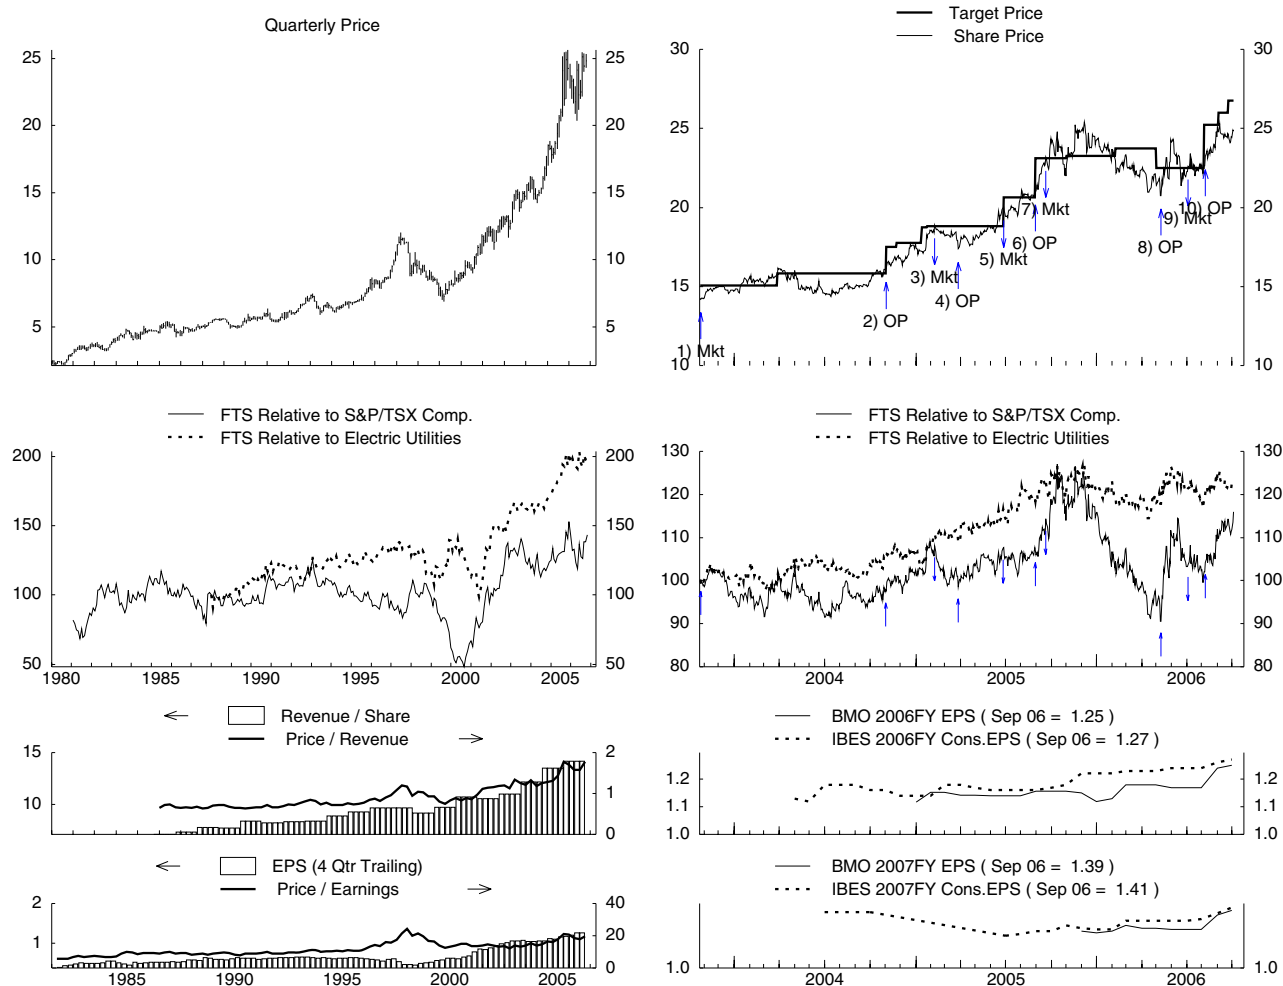 Quarterly Price
25 25
20 20
15 15
10 10
5 5
Target Price
Share Price
30 30
25 25
20 20
15 15
10 10
1) Mkt
2) OP
3) Mkt
4) OP
5) Mkt
6) OP
7) Mkt
8) OP
9) Mkt
10) OP
FTS Relative to S&P/TSX Comp.
FTS Relative to Electric Utilities
200 200
150 150
100 100
50 50
1980 1985 1990 1995 2000 2005
FTS Relative to S&P/TSX Comp.
FTS Relative to Electric Utilities
130 130
120 120
110 110
100 100
90 90
80 80
2004 2005 2006
Revenue / Share
Price / Revenue
15 2
10 1
0
BMO 2006FY EPS ( Sep 06 = 1.25 )
IBES 2006FY Cons.EPS ( Sep 06 = 1.27 )
1.2 1.2
1.1 1.1
1.0 1.0
EPS (4 Qtr Trailing)
Price / Earnings
2 40
1 20
0
1985 1990 1995 2000 2005
BMO 2007FY EPS ( Sep 06 = 1.39 )
IBES 2007FY Cons.EPS ( Sep 06 = 1.41 )
1.0 1.0
2004 2005 2006